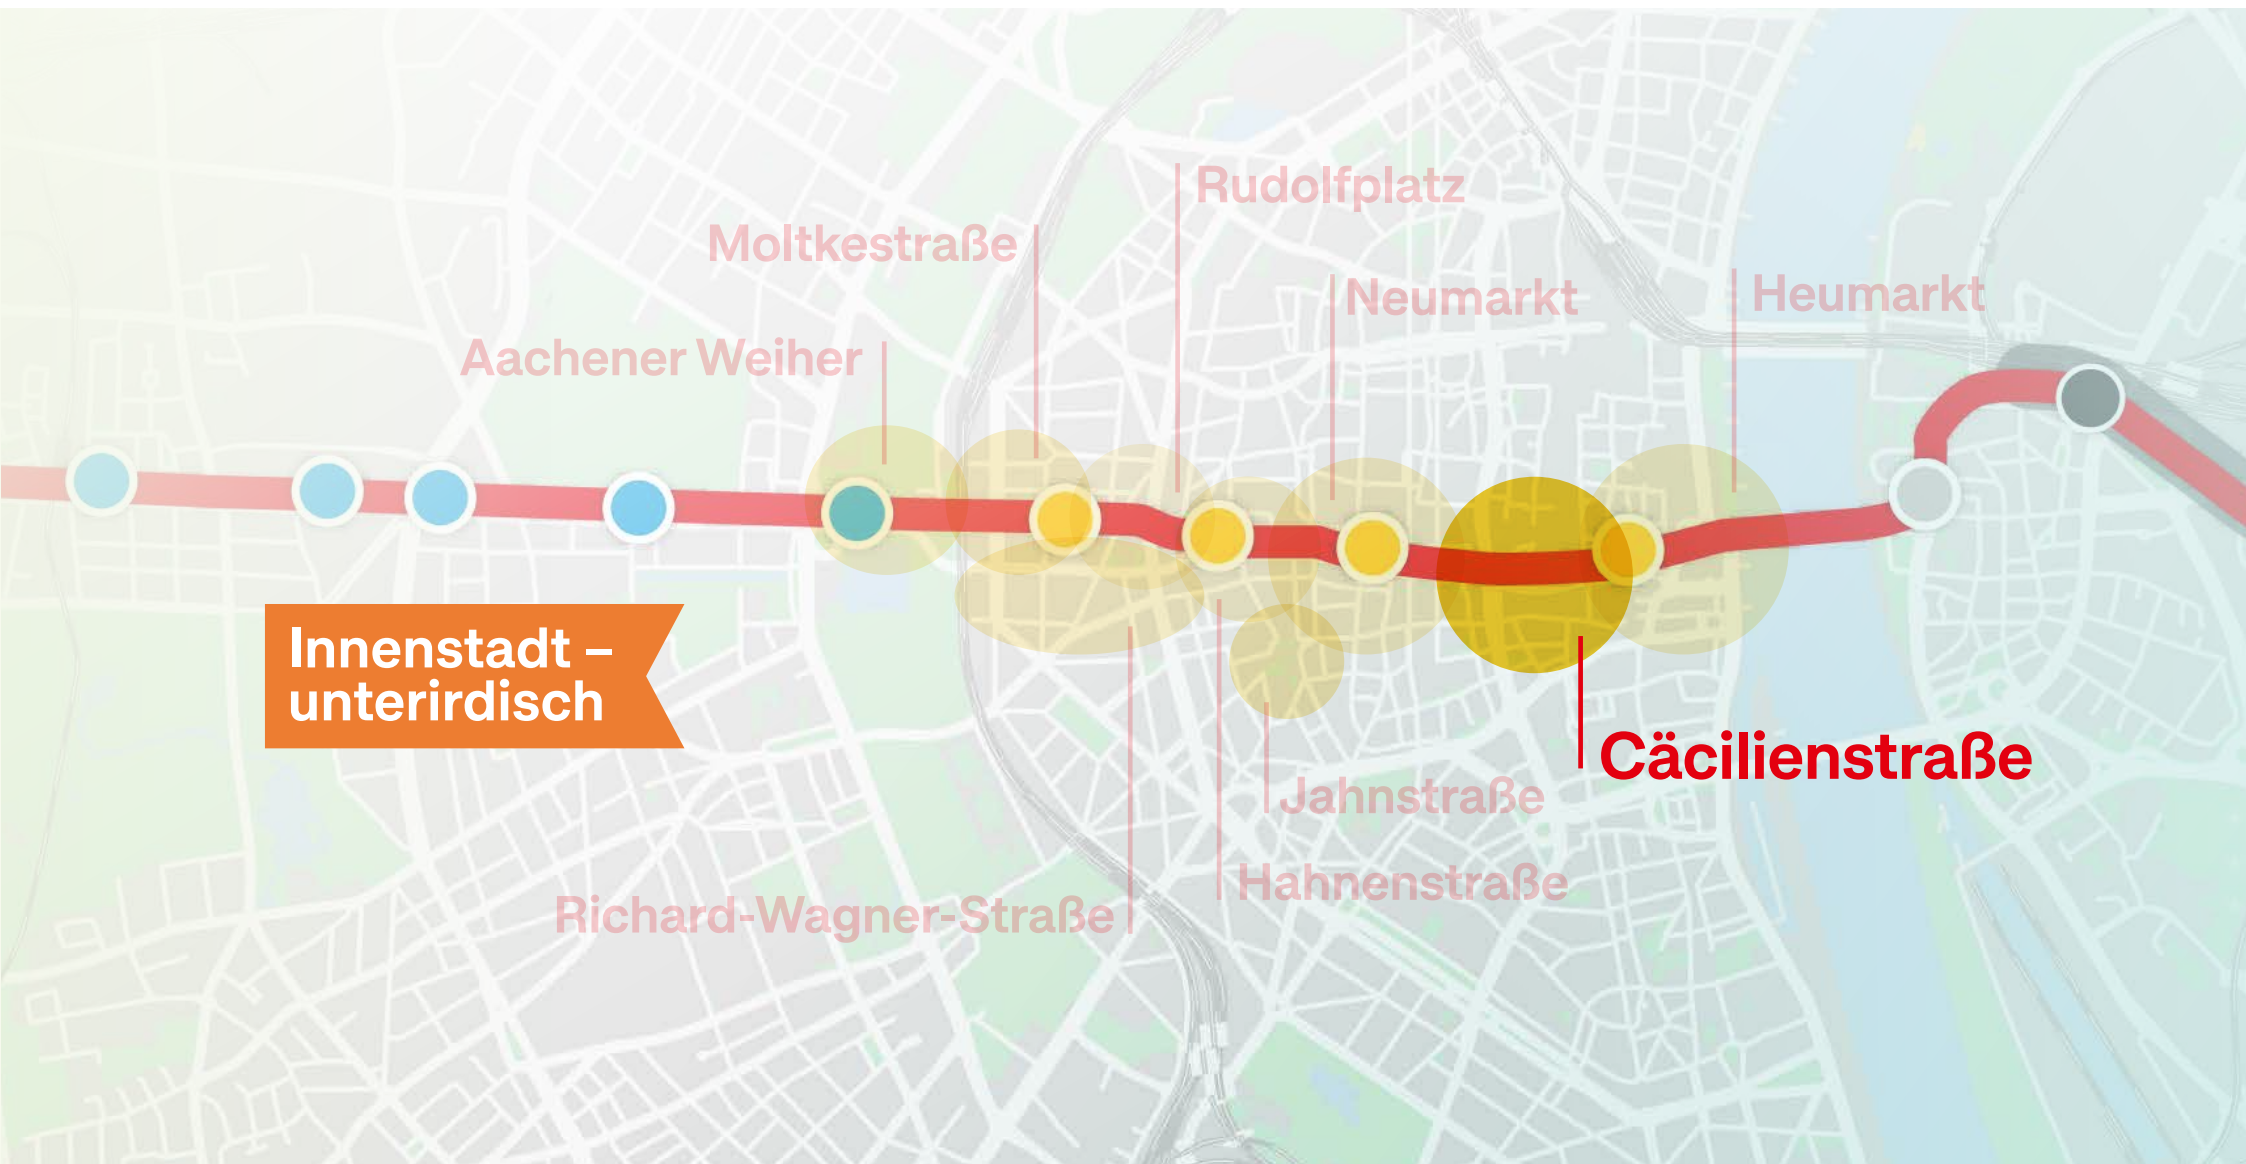 Rudolfplatz
Moltkestraße
Neumarkt
Heumarkt
Aachener Weiher
Innenstadt –
unterirdisch
Cäcilienstraße
Jahnstraße
Hahnenstraße
Richard-Wagner-Straße